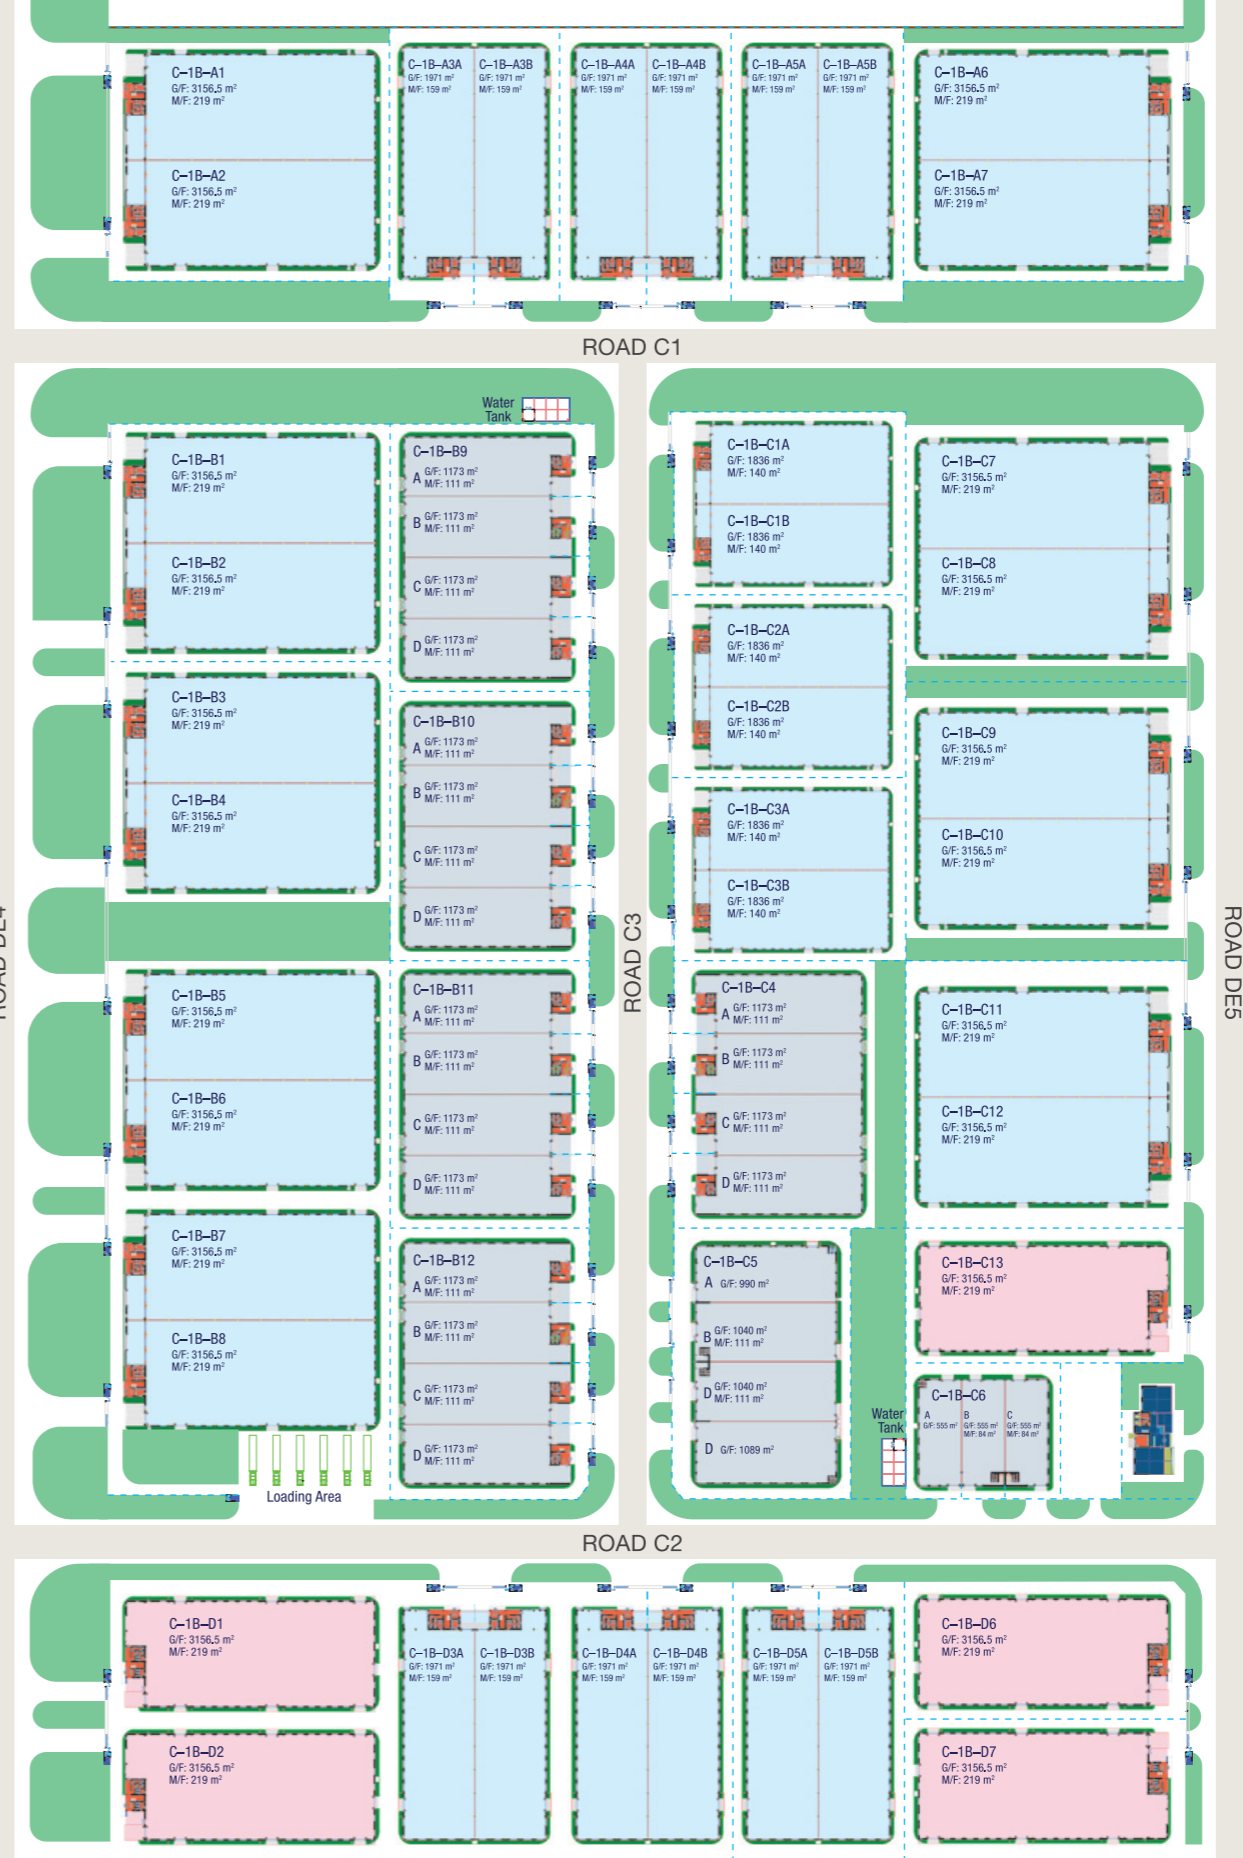 C–1B–A1
G/F: 3156.5 m²
M/F: 219 m²
C–1B–A2
G/F: 3156.5 m²
M/F: 219 m²
C–1B–A3A
G/F: 1971 m²
M/F: 159 m²
C–1B–A3B
G/F: 1971 m²
M/F: 159 m²
C–1B–A4A
G/F: 1971 m²
M/F: 159 m²
C–1B–A4B
G/F: 1971 m²
M/F: 159 m²
C–1B–A5A
G/F: 1971 m²
M/F: 159 m²
C–1B–A5B
G/F: 1971 m²
M/F: 159 m²
C–1B–A6
G/F: 3156.5 m²
M/F: 219 m²
C–1B–A7
G/F: 3156.5 m²
M/F: 219 m²
ROAD C1
Water
Tank
C–1B–B1
G/F: 3156.5 m²
M/F: 219 m²
C–1B–B2
G/F: 3156.5 m²
M/F: 219 m²
C–1B–B3
G/F: 3156.5 m²
M/F: 219 m²
C–1B–B4
G/F: 3156.5 m²
M/F: 219 m²
C–1B–B5
G/F: 3156.5 m²
M/F: 219 m²
C–1B–B6
G/F: 3156.5 m²
M/F: 219 m²
C–1B–B7
G/F: 3156.5 m²
M/F: 219 m²
C–1B–B8
G/F: 3156.5 m²
M/F: 219 m²
Loading Area
C–1B–B9
A G/F: 1173 m²
M/F: 111 m²
B G/F: 1173 m²
M/F: 111 m²
C G/F: 1173 m²
M/F: 111 m²
D G/F: 1173 m²
M/F: 111 m²
C–1B–B10
A G/F: 1173 m²
M/F: 111 m²
B G/F: 1173 m²
M/F: 111 m²
C G/F: 1173 m²
M/F: 111 m²
D G/F: 1173 m²
M/F: 111 m²
C–1B–B11
A G/F: 1173 m²
M/F: 111 m²
B G/F: 1173 m²
M/F: 111 m²
C G/F: 1173 m²
M/F: 111 m²
D G/F: 1173 m²
M/F: 111 m²
C–1B–B12
A G/F: 1173 m²
M/F: 111 m²
B G/F: 1173 m²
M/F: 111 m²
C G/F: 1173 m²
M/F: 111 m²
D G/F: 1173 m²
M/F: 111 m²
ROAD C3
C–1B–C1A
G/F: 1836 m²
M/F: 140 m²
C–1B–C1B
G/F: 1836 m²
M/F: 140 m²
C–1B–C2A
G/F: 1836 m²
M/F: 140 m²
C–1B–C2B
G/F: 1836 m²
M/F: 140 m²
C–1B–C3A
G/F: 1836 m²
M/F: 140 m²
C–1B–C3B
G/F: 1836 m²
M/F: 140 m²
C–1B–C4
A G/F: 1173 m²
M/F: 111 m²
B G/F: 1173 m²
M/F: 111 m²
C G/F: 1173 m²
M/F: 111 m²
D G/F: 1173 m²
M/F: 111 m²
C–1B–C5
A G/F: 990 m²
B G/F: 1040 m²
M/F: 111 m²
D G/F: 1040 m²
M/F: 111 m²
D G/F: 1089 m²
Water
Tank
C–1B–C7
G/F: 3156.5 m²
M/F: 219 m²
C–1B–C8
G/F: 3156.5 m²
M/F: 219 m²
C–1B–C9
G/F: 3156.5 m²
M/F: 219 m²
C–1B–C10
G/F: 3156.5 m²
M/F: 219 m²
C–1B–C11
G/F: 3156.5 m²
M/F: 219 m²
C–1B–C12
G/F: 3156.5 m²
M/F: 219 m²
C–1B–C13
G/F: 3156.5 m²
M/F: 219 m²
C–1B–C6
A
G/F: 555 m²
B
G/F: 555 m²
M/F: 84 m²
C
G/F: 555 m²
M/F: 84 m²
ROAD DE5
ROAD C2
C–1B–D1
G/F: 3156.5 m²
M/F: 219 m²
C–1B–D2
G/F: 3156.5 m²
M/F: 219 m²
C–1B–D3A
G/F: 1971 m²
M/F: 159 m²
C–1B–D3B
G/F: 1971 m²
M/F: 159 m²
C–1B–D4A
G/F: 1971 m²
M/F: 159 m²
C–1B–D4B
G/F: 1971 m²
M/F: 159 m²
C–1B–D5A
G/F: 1971 m²
M/F: 159 m²
C–1B–D5B
G/F: 1971 m²
M/F: 159 m²
C–1B–D6
G/F: 3156.5 m²
M/F: 219 m²
C–1B–D7
G/F: 3156.5 m²
M/F: 219 m²